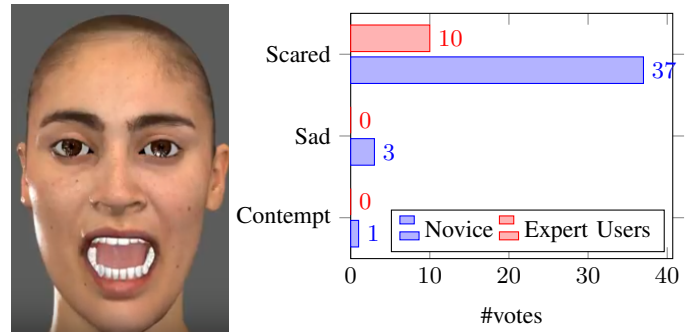 Scared
10
37
Sad
0
3
Contempt
0
1
Novice Expert Users
0 10 20 30 40
#votes